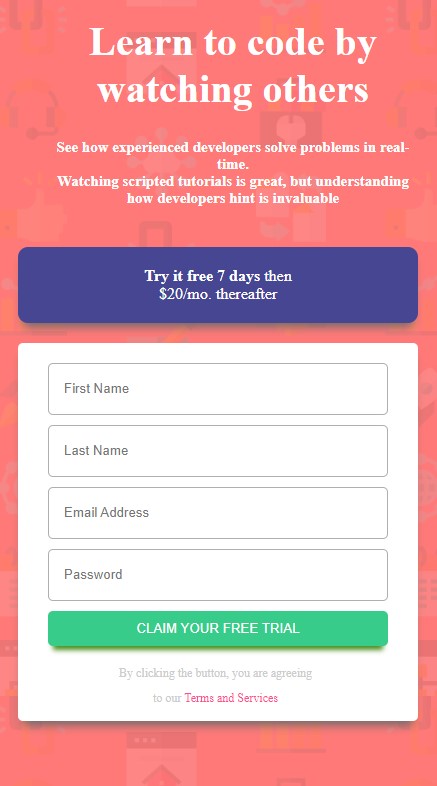 Learn to code by
watching others
See how experienced developers solve problems in real-
time.
Watching scripted tutorials is great, but understanding
how developers hint is invaluable
Try it free 7 days then
$20/mo. thereafter
First Name
Last Name
Email Address
Password
CLAIM YOUR FREE TRIAL
By clicking the button, you are agreeing
to our Terms and Services